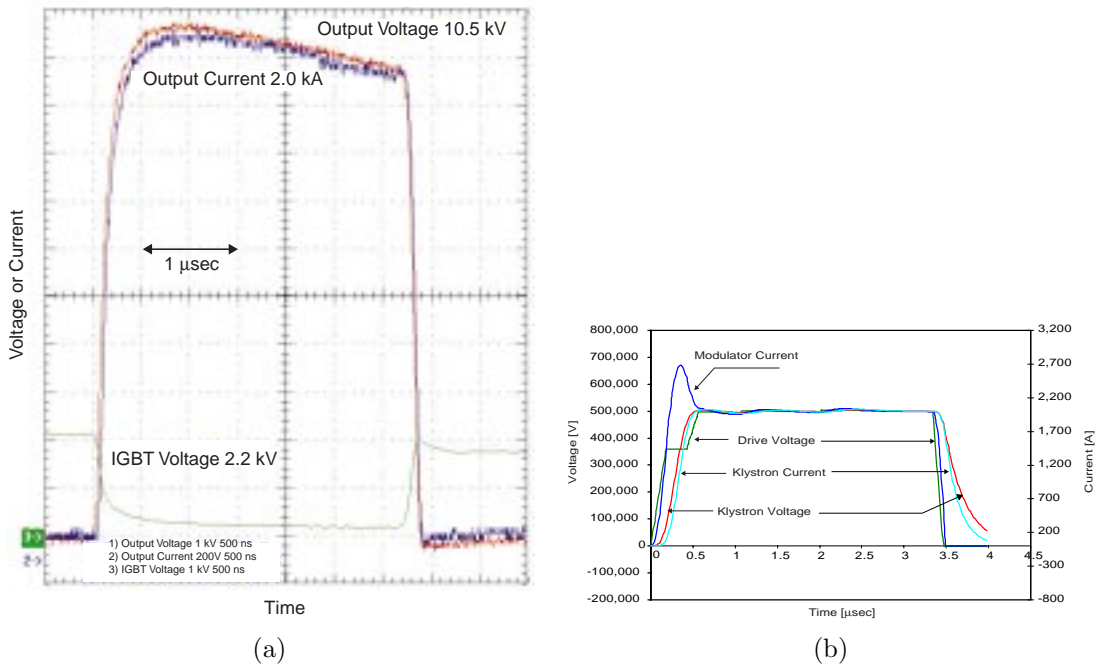 Output Voltage 10.5 kV
Output Current 2.0 kA
1 μsec
Voltage or Current
IGBT Voltage 2.2 kV
1) Output Voltage 1 kV 500 ns
2) Output Current 200V 500 ns
3) IGBT Voltage 1 kV 500 ns
Time
(a)
800,000
700,000
600,000
500,000
400,000
300,000
200,000
100,000
0
-100,000
-200,000
Voltage [V]
Modulator Current
Drive Voltage
Klystron Current
Klystron Voltage
0 0.5 1 1.5 2 2.5 3 3.5 4 4.5
3,200
2,700
2,200
1,700
1,200
700
200
-300
-800
Current [A]
Time [μsec]
(b)